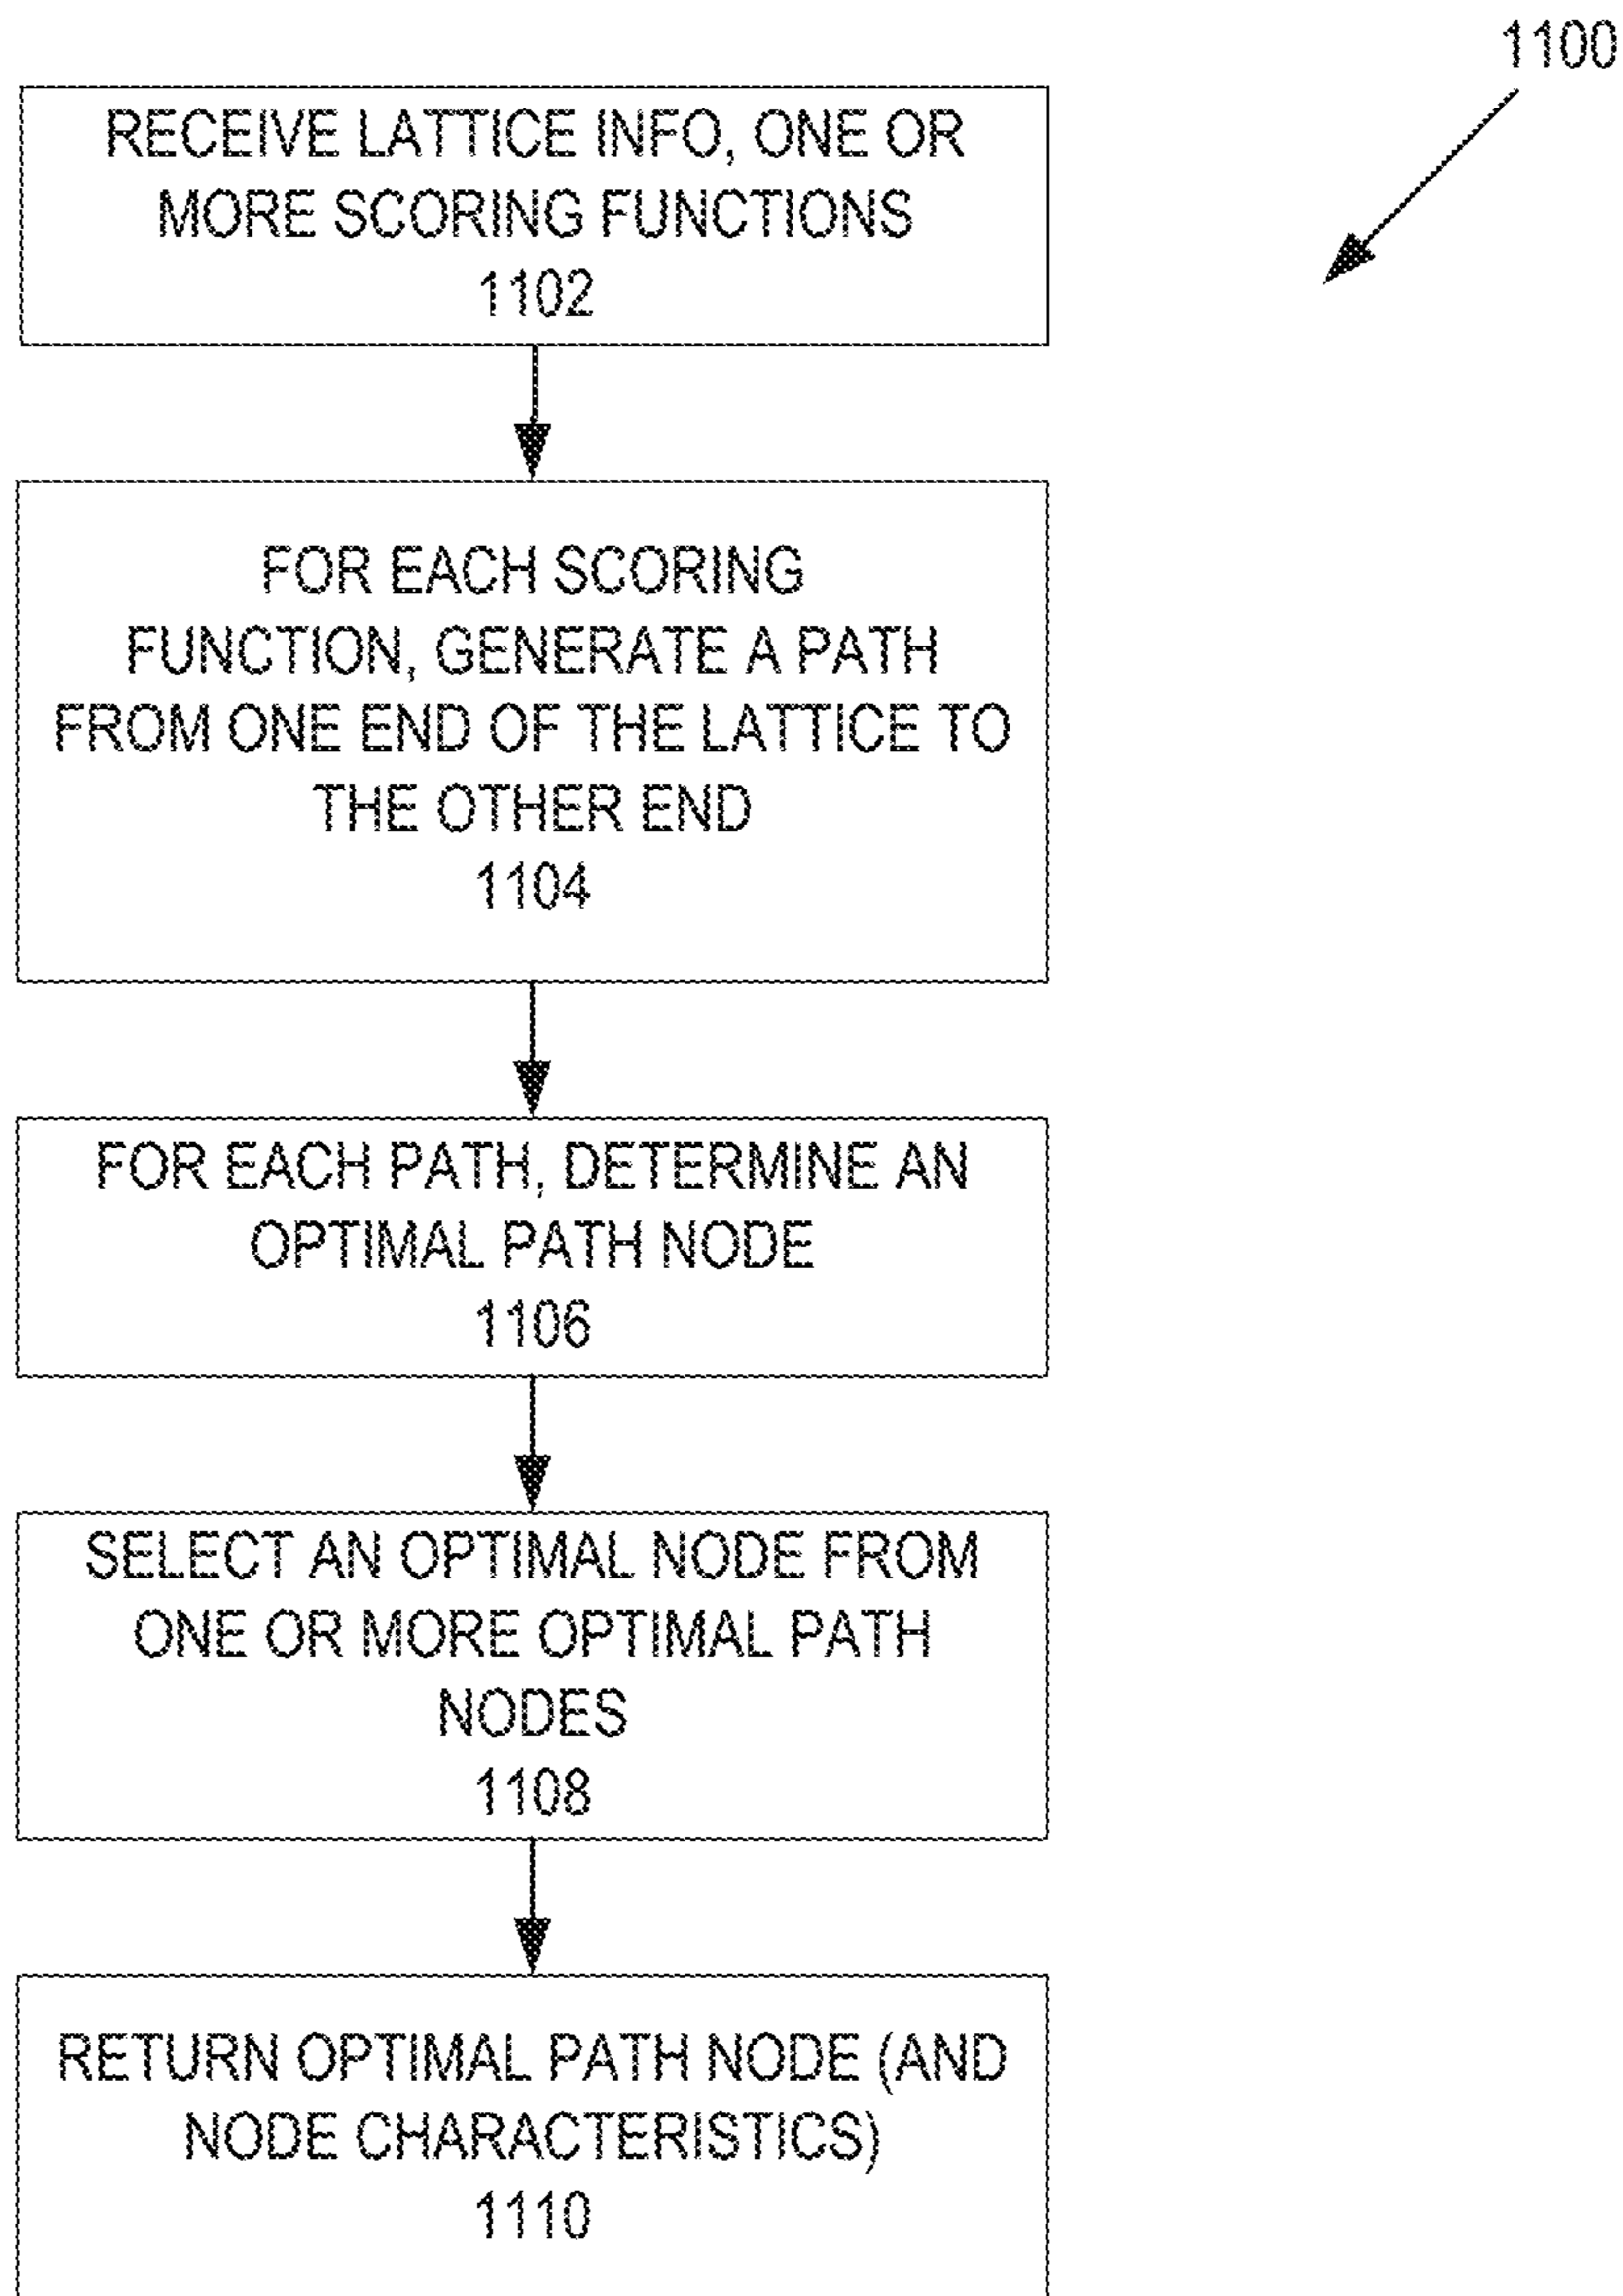 1100
RECEIVE LATTICE INFO, ONE OR
MORE SCORING FUNCTIONS
1102
FOR EACH SCORING
FUNCTION, GENERATE A PATH
FROM ONE END OF THE LATTICE TO
THE OTHER END
1104
FOR EACH PATH, DETERMINE AN
OPTIMAL PATH NODE
1106
SELECT AN OPTIMAL NODE FROM
ONE OR MORE OPTIMAL PATH
NODES
1108
RETURN OPTIMAL PATH NODE (AND
NODE CHARACTERISTICS)
1110